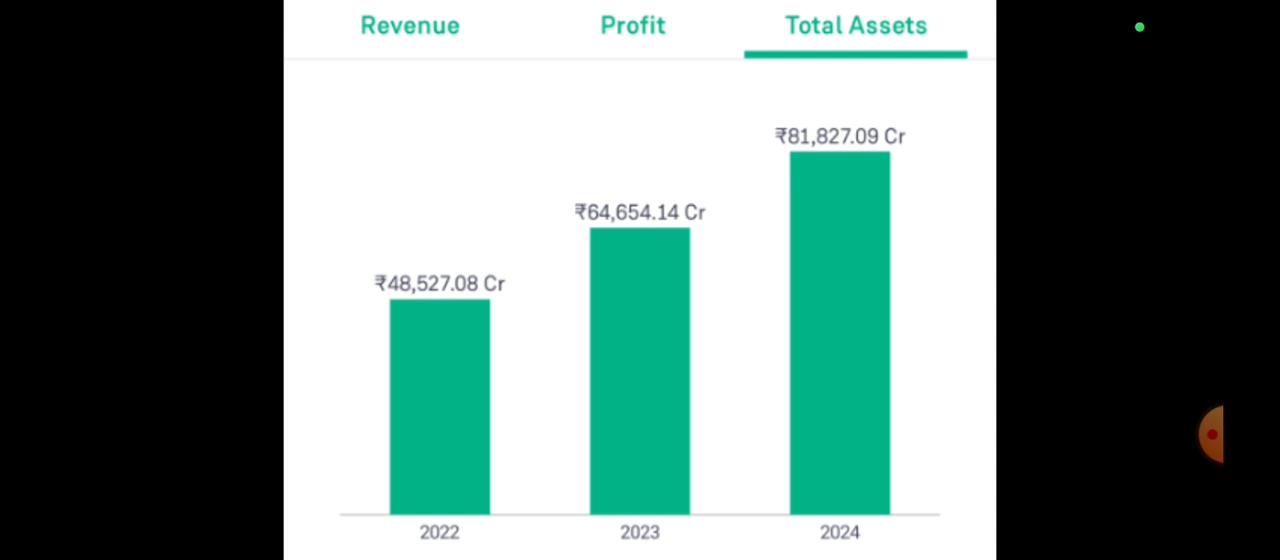 Revenue Profit Total Assets
₹81,827.09 Cr
₹64,654.14 Cr
₹48,527.08 Cr
2022 2023 2024